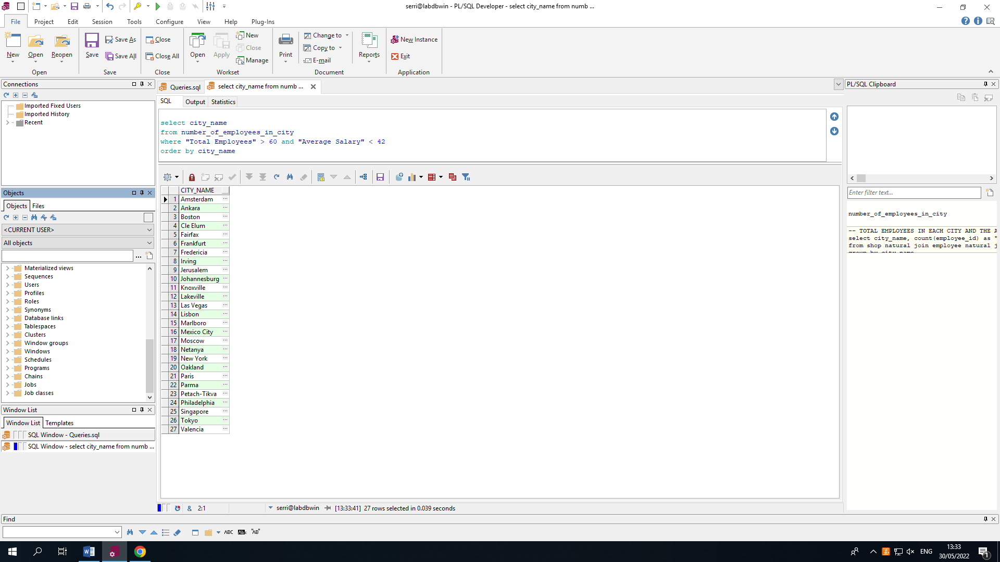 serri@labdbwin - PL/SQL Developer - select city_name from numb ...
File Project Edit Session Tools Configure View Help Plug-Ins
New Open Reopen
Open
Save Save As Save All
Save
Close Close All
Close
Open Apply New Close Manage
Workset
Print Change to Copy to E-mail
Document
Reports
New Instance
Exit
Application
Connections
Imported Fixed Users
Imported History
Recent
Objects
Objects Files
<CURRENT USER>
All objects
...
Materialized views
Sequences
Users
Profiles
Roles
Synonyms
Database links
Tablespaces
Clusters
Window groups
Windows
Schedules
Programs
Chains
Jobs
Job classes
Window List
Window List Templates
SQL Window - Queries.sql
SQL Window - select city_name from numb ...
Queries.sql select city_name from numb ...
SQL Output Statistics
select city_name
from number_of_employees_in_city
where "Total Employees" > 60 and "Average Salary" < 42
order by city_name
CITY_NAME
1 Amsterdam ...
2 Ankara ...
3 Boston ...
4 Cle Elum ...
5 Fairfax ...
6 Frankfurt ...
7 Fredericia ...
8 Irving ...
9 Jerusalem ...
10 Johannesburg ...
11 Knoxville ...
12 Lakeville ...
13 Las Vegas ...
14 Lisbon ...
15 Marlboro ...
16 Mexico City ...
17 Moscow ...
18 Netanya ...
19 New York ...
20 Oakland ...
21 Paris ...
22 Parma ...
23 Petach-Tikva ...
24 Philadelphia ...
25 Singapore ...
26 Tokyo ...
27 Valencia ...
& 2:1 serri@labdbwin [13:33:41] 27 rows selected in 0.039 seconds
PL/SQL Clipboard
Enter filter text...
number_of_employees_in_city
-- TOTAL EMPLOYEES IN EACH CITY AND THE A
select city_name, count(employee_id) as "
from shop natural join employee natural j
group by city_name
Find
ABC AB "AB"
ENG
13:33
30/05/2022
1